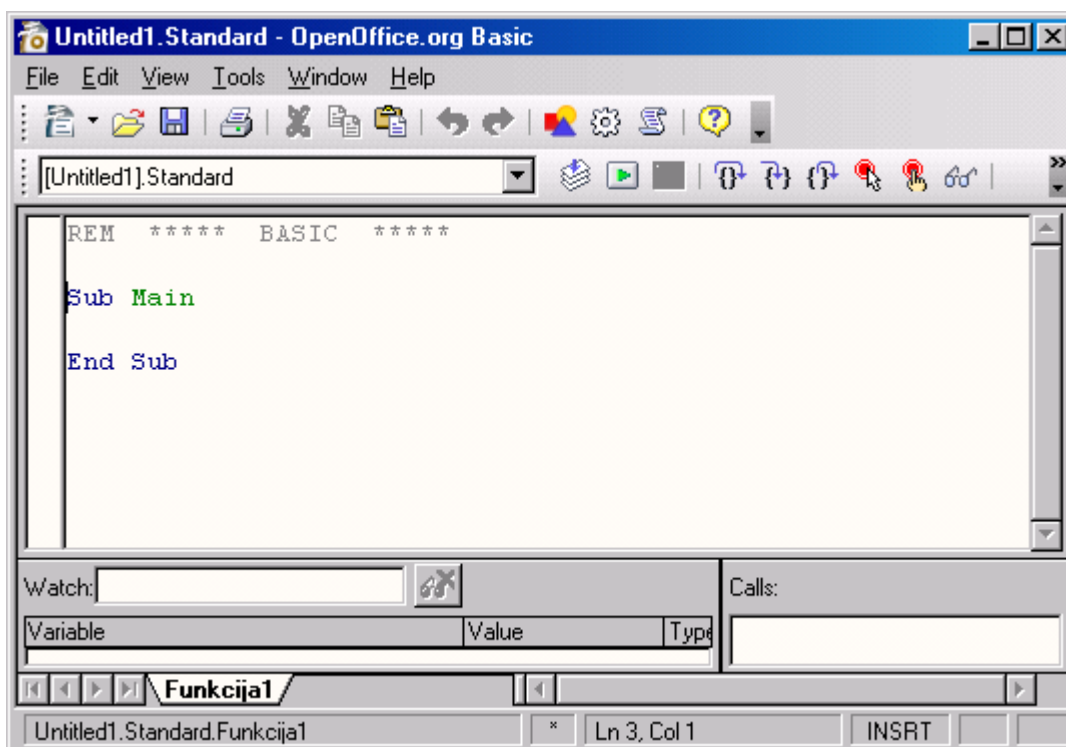 Untitled1.Standard - OpenOffice.org Basic
File Edit View Tools Window Help
[Untitled1].Standard
REM ***** BASIC *****
Sub Main
End Sub
Watch:
Calls:
Variable Value Type
Funkcija1
Untitled1.Standard.Funkcija1 * Ln 3, Col 1 INSRT